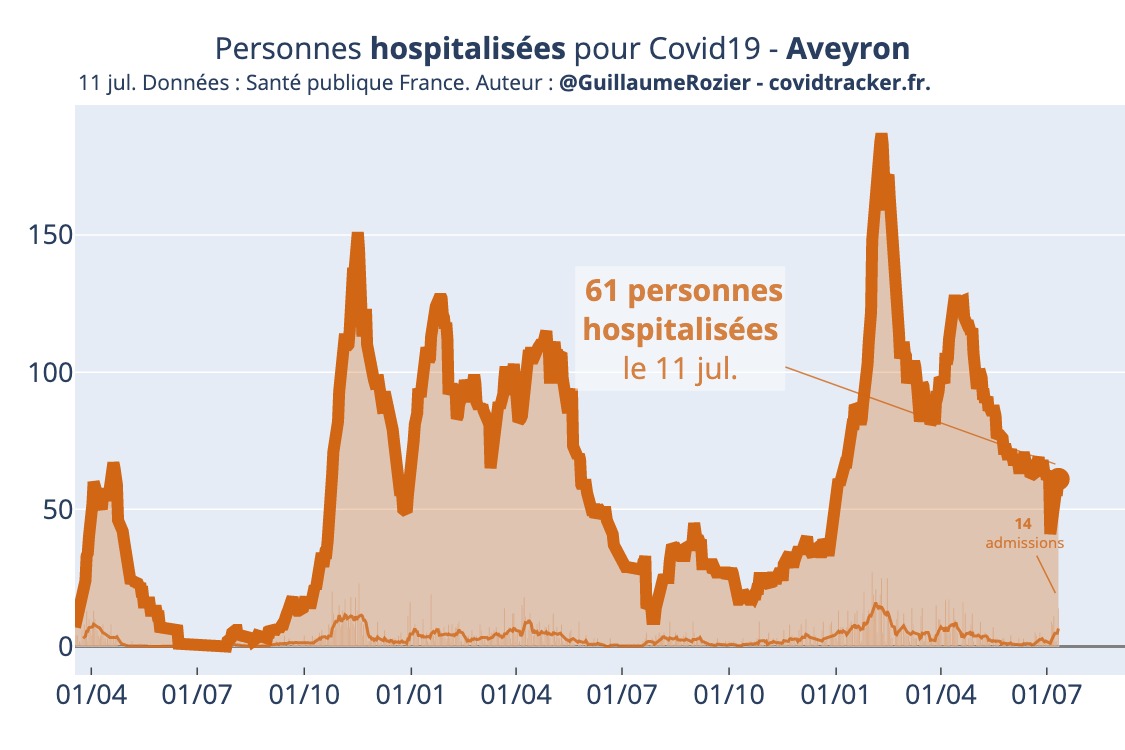 Personnes hospitalisées pour Covid19 - Aveyron
11 jul. Données : Santé publique France. Auteur : @GuillaumeRozier - covidtracker.fr.
150
100
50
0
61 personnes
hospitalisées
le 11 jul.
14
admissions
01/04 01/07 01/10 01/01 01/04 01/07 01/10 01/01 01/04 01/07